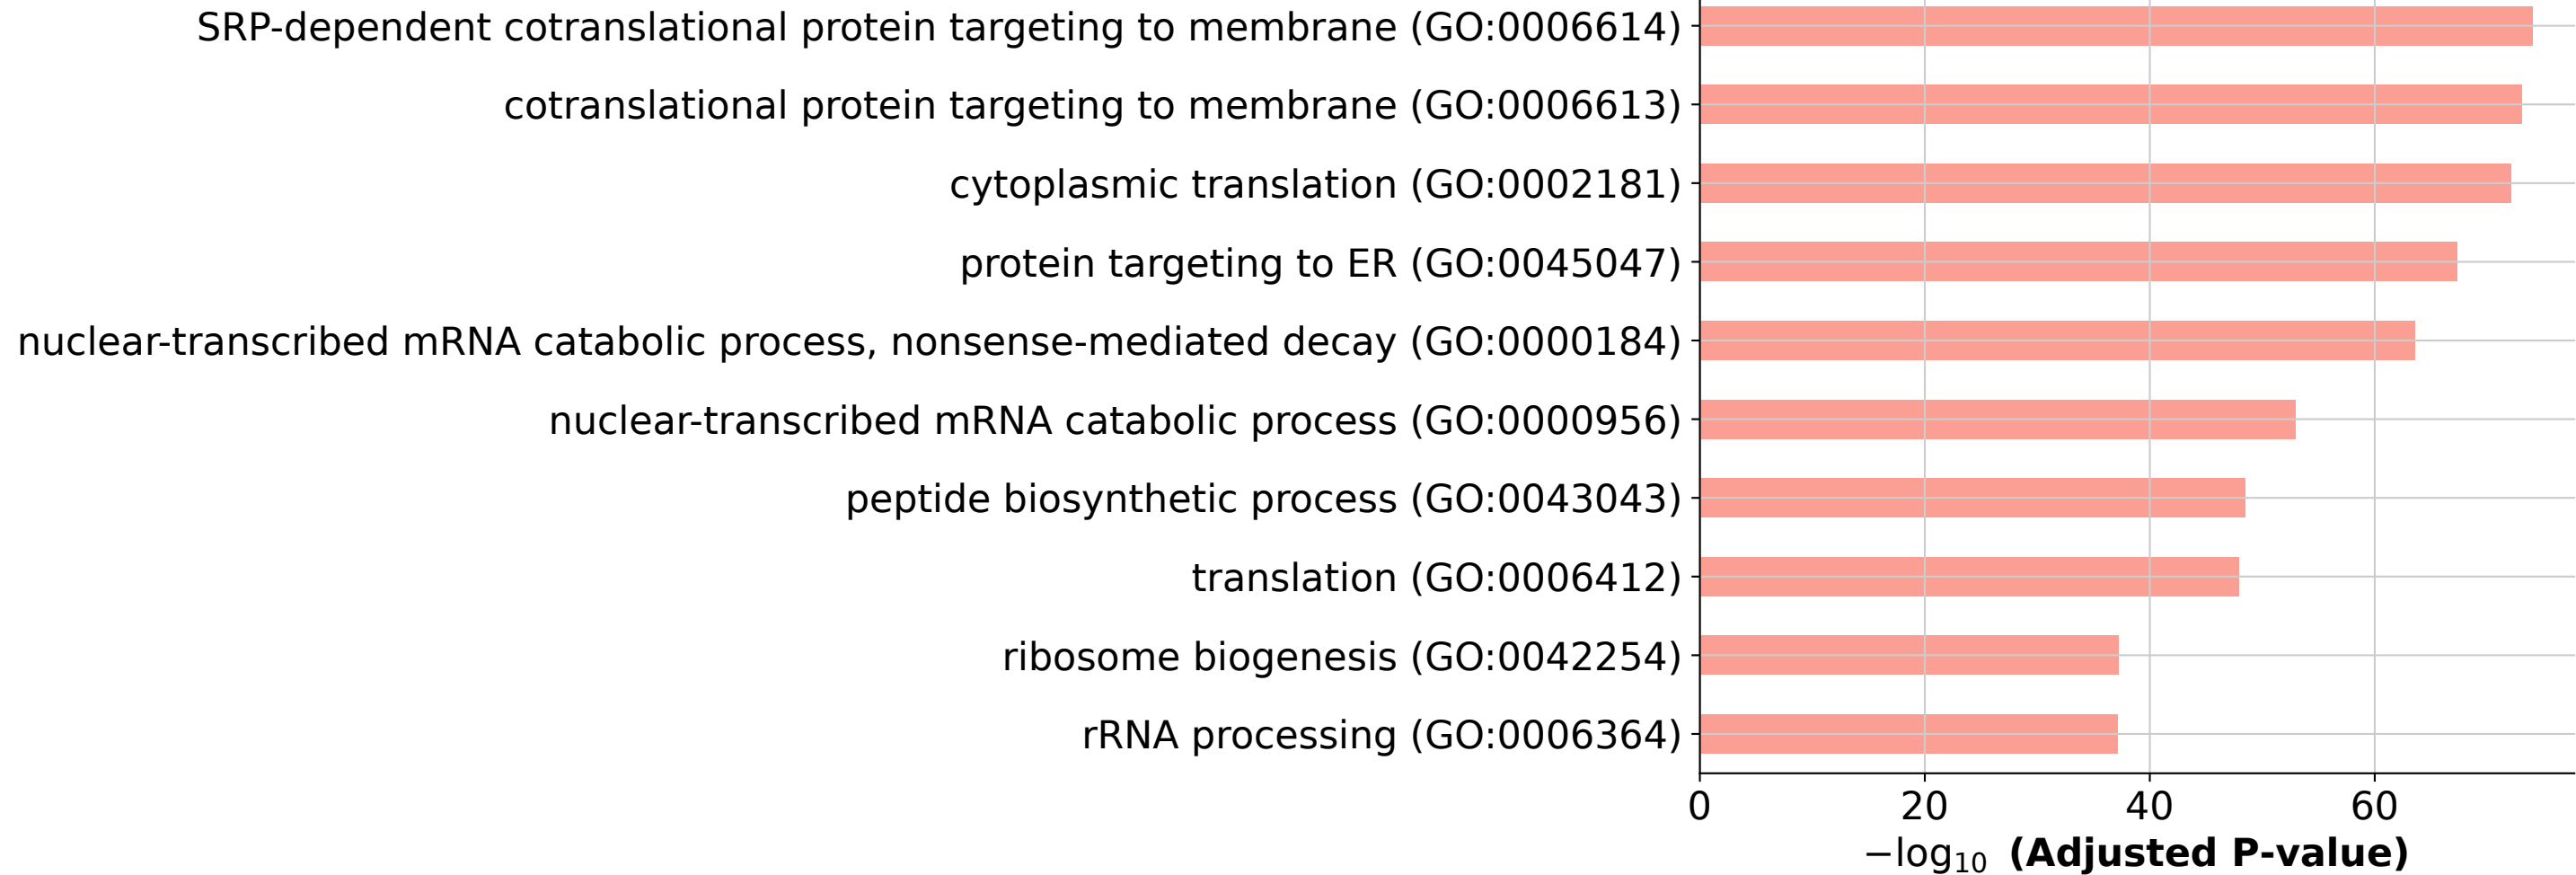 SRP-dependent cotranslational protein targeting to membrane (GO:0006614)
cotranslational protein targeting to membrane (GO:0006613)
cytoplasmic translation (GO:0002181)
protein targeting to ER (GO:0045047)
nuclear-transcribed mRNA catabolic process, nonsense-mediated decay (GO:0000184)
nuclear-transcribed mRNA catabolic process (GO:0000956)
peptide biosynthetic process (GO:0043043)
translation (GO:0006412)
ribosome biogenesis (GO:0042254)
rRNA processing (GO:0006364)
0 20 40 60
−log₁₀ (Adjusted P-value)